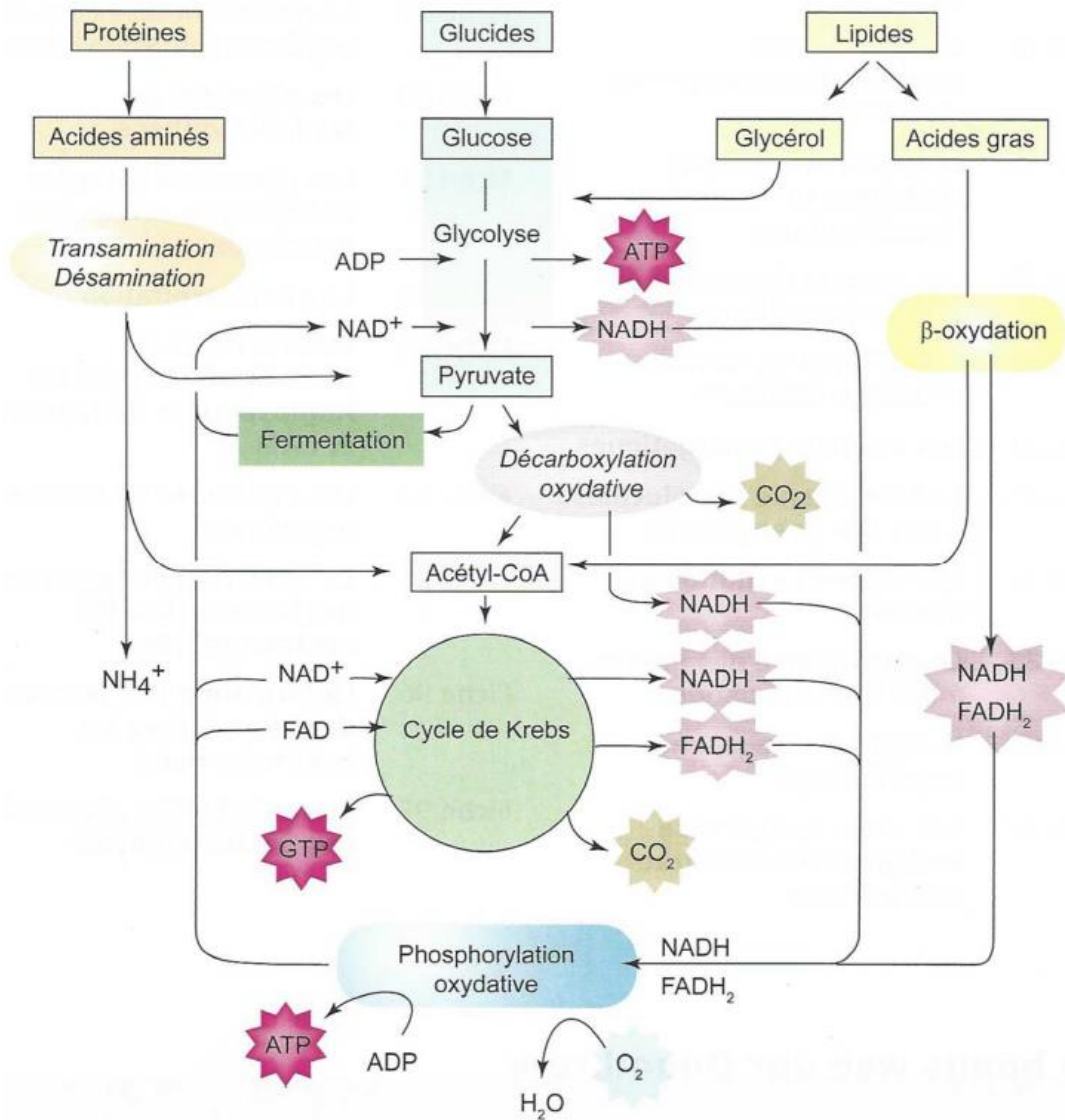 Protéines
Glucides
Lipides
Acides aminés
Glucose
Glycérol
Acides gras
Transamination
Désamination
Glycolyse
ADP
ATP
NAD⁺
NADH
β-oxydation
Pyruvate
Fermentation
Décarboxylation
oxydative
CO₂
Acétyl-CoA
NADH
NH₄⁺
NAD⁺
NADH
NADH
FADH₂
FAD
Cycle de Krebs
FADH₂
GTP
CO₂
Phosphorylation
oxydative
NADH
FADH₂
ATP
ADP
O₂
H₂O